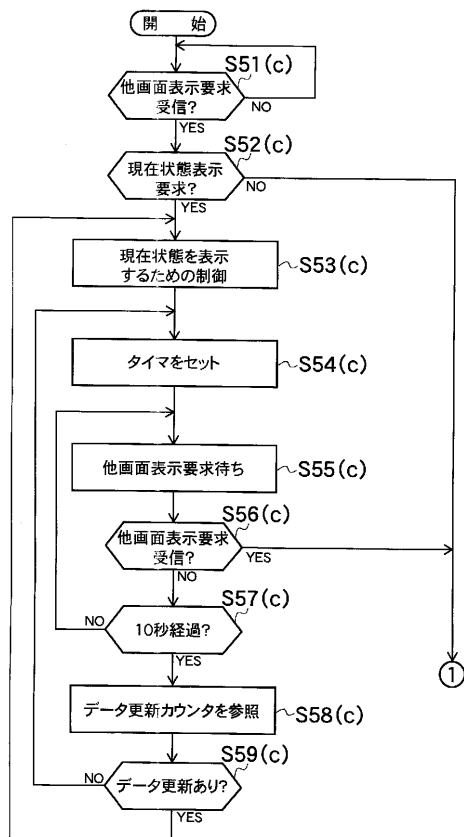 開　始
S51(c)
他画面表示要求
受信?
NO
YES
S52(c)
現在状態表示
要求?
NO
YES
現在状態を表示
するための制御
S53(c)
タイマをセット
S54(c)
他画面表示要求待ち
S55(c)
S56(c)
他画面表示要求
受信?
YES
NO
S57(c)
NO
10秒経過?
YES
①
データ更新カウンタを参照
S58(c)
S59(c)
NO
データ更新あり?
YES